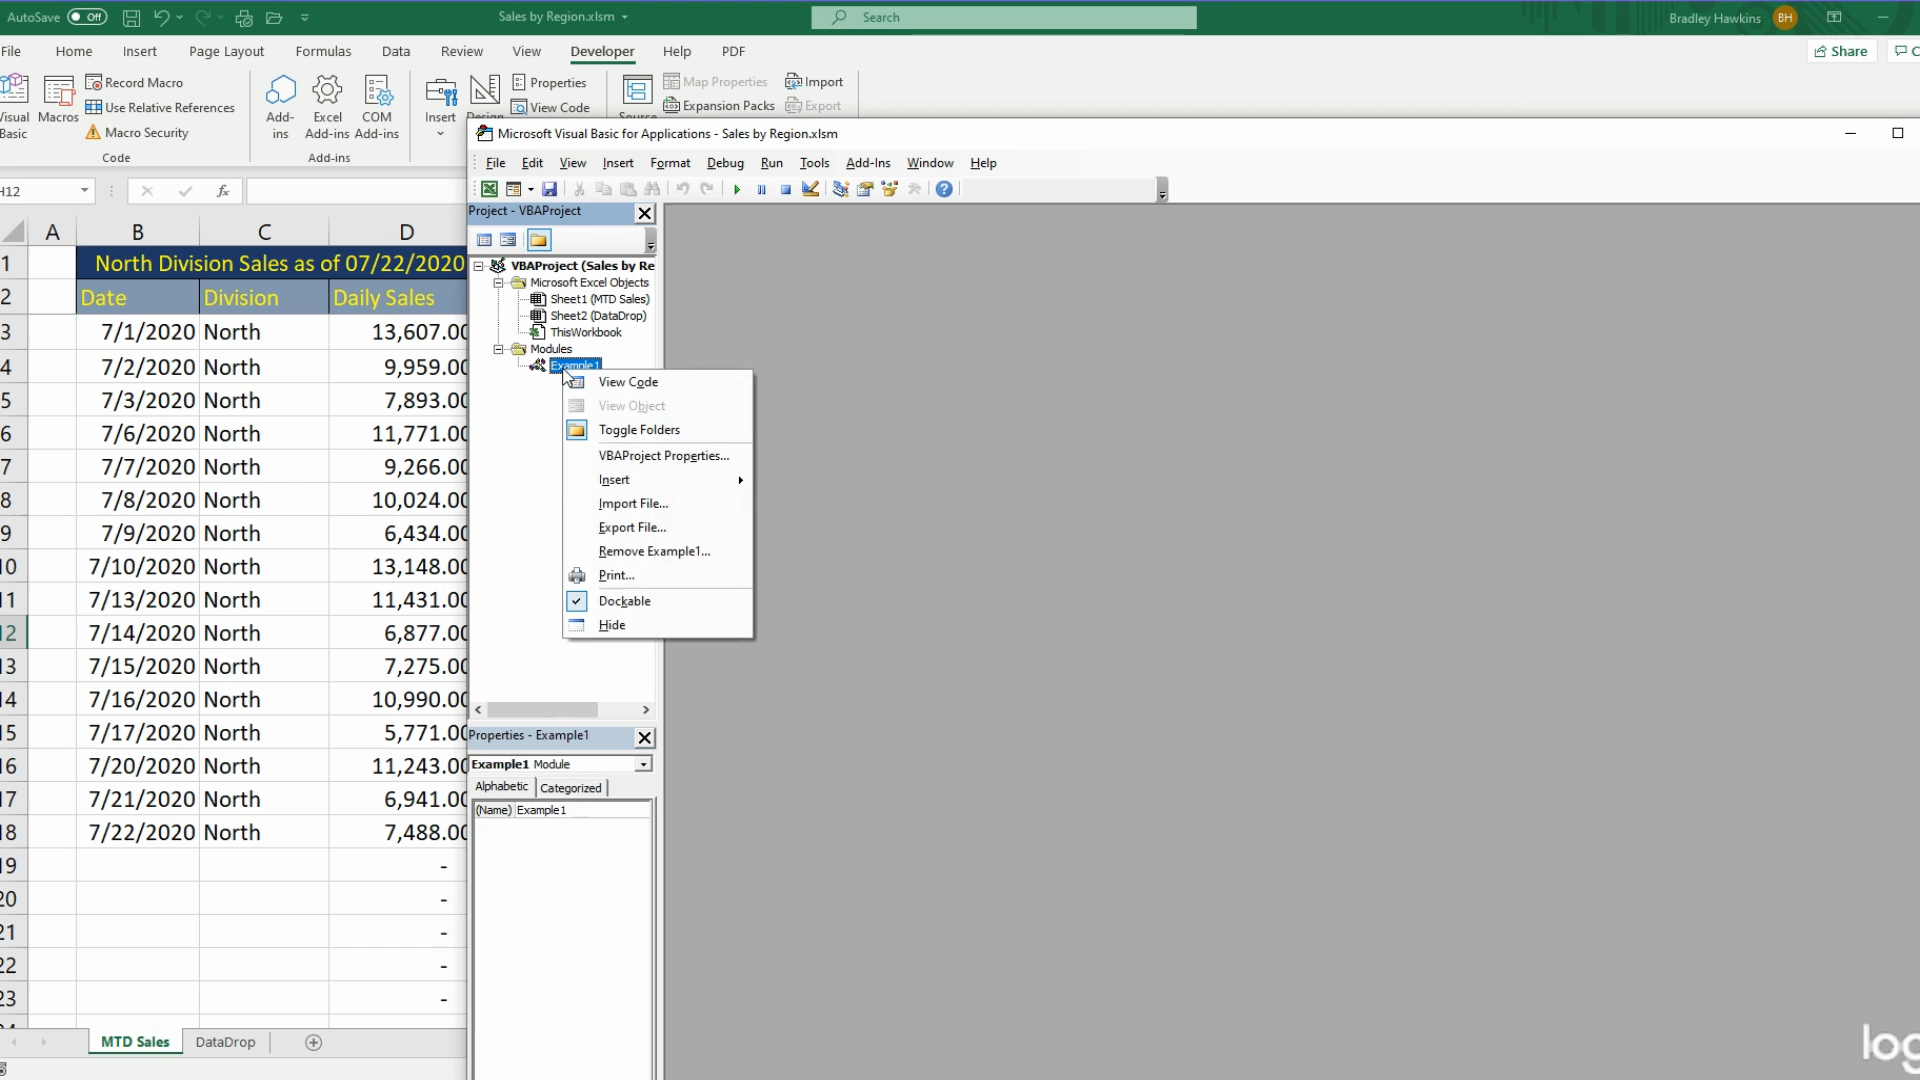 AutoSave Off
Sales by Region.xlsm
Search
Bradley Hawkins BH
File Home Insert Page Layout Formulas Data Review View Developer Help PDF
Share
Visual Basic
Macros
Record Macro
Use Relative References
Macro Security
Code
Add-ins
Excel Add-ins
COM Add-ins
Add-ins
Insert
Design
Properties
View Code
Source
Map Properties
Expansion Packs
Import
Export
H12
fx
A B C D
1 North Division Sales as of 07/22/2020
2 Date Division Daily Sales
3 7/1/2020 North 13,607.00
4 7/2/2020 North 9,959.00
5 7/3/2020 North 7,893.00
6 7/6/2020 North 11,771.00
7 7/7/2020 North 9,266.00
8 7/8/2020 North 10,024.00
9 7/9/2020 North 6,434.00
10 7/10/2020 North 13,148.00
11 7/13/2020 North 11,431.00
12 7/14/2020 North 6,877.00
13 7/15/2020 North 7,275.00
14 7/16/2020 North 10,990.00
15 7/17/2020 North 5,771.00
16 7/20/2020 North 11,243.00
17 7/21/2020 North 6,941.00
18 7/22/2020 North 7,488.00
19 -
20 -
21 -
22 -
23 -
MTD Sales DataDrop
Microsoft Visual Basic for Applications - Sales by Region.xlsm
File Edit View Insert Format Debug Run Tools Add-Ins Window Help
Project - VBAProject
VBAProject (Sales by Re
Microsoft Excel Objects
Sheet1 (MTD Sales)
Sheet2 (DataDrop)
ThisWorkbook
Modules
Example1
View Code
View Object
Toggle Folders
VBAProject Properties...
Insert
Import File...
Export File...
Remove Example1...
Print...
Dockable
Hide
Properties - Example1
Example1 Module
Alphabetic Categorized
(Name) Example1
log